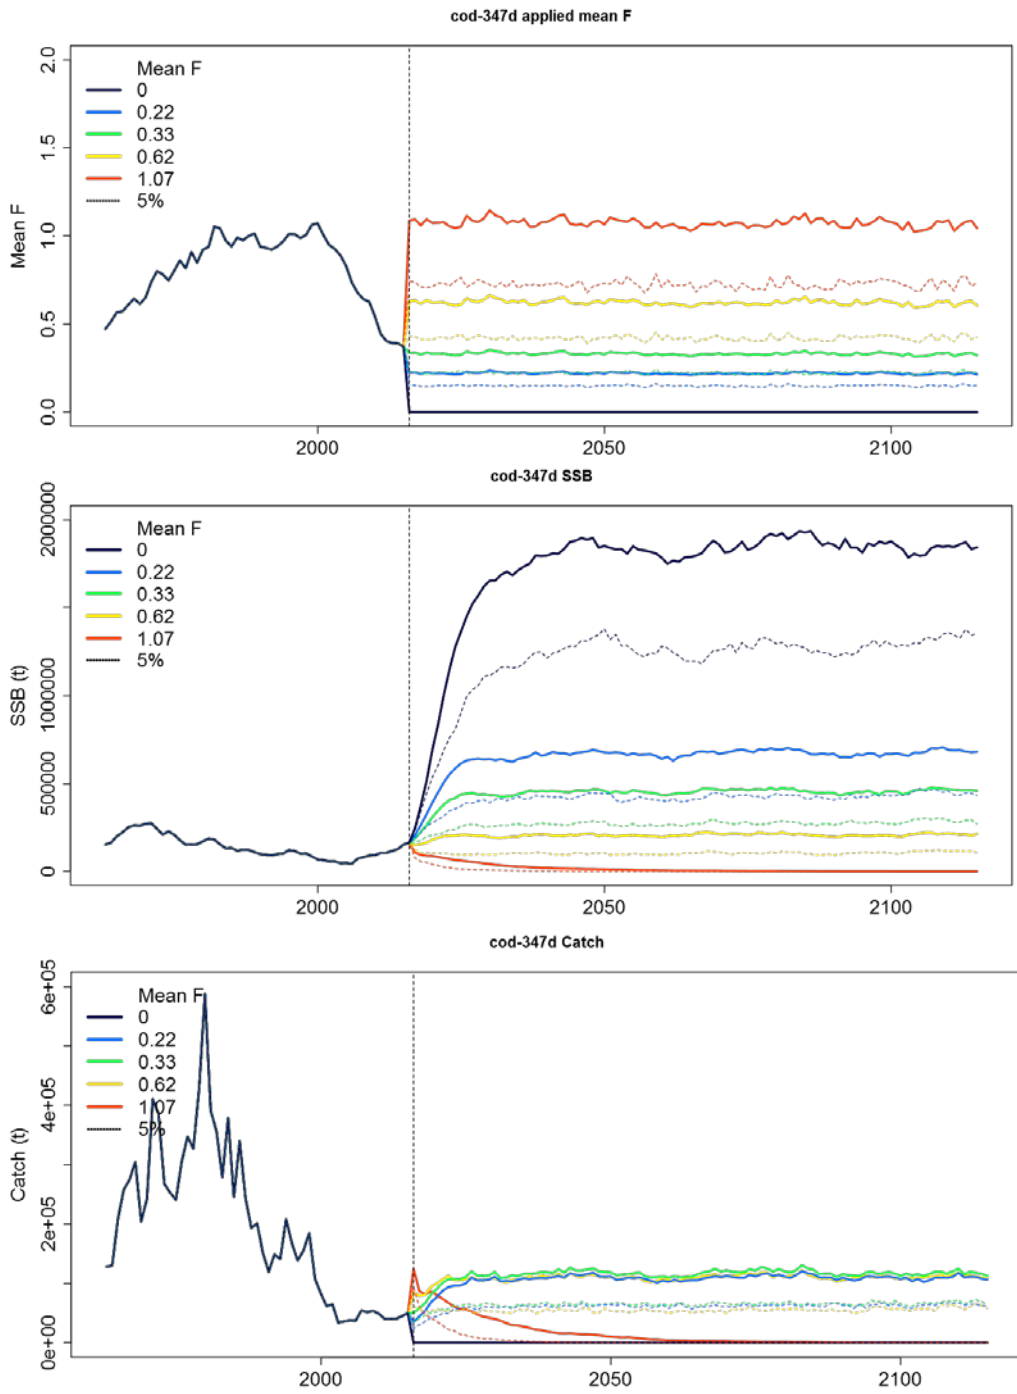 cod-347d applied mean F
Mean F
2.0
1.5
1.0
0.5
0.0
Mean F
0
0.22
0.33
0.62
1.07
5%
2000
2050
2100
cod-347d SSB
SSB (t)
2000000
1000000
500000
0
Mean F
0
0.22
0.33
0.62
1.07
5%
2000
2050
2100
cod-347d Catch
Catch (t)
6e+05
4e+05
2e+05
0e+00
Mean F
0
0.22
0.33
0.62
1.07
5%
2000
2050
2100